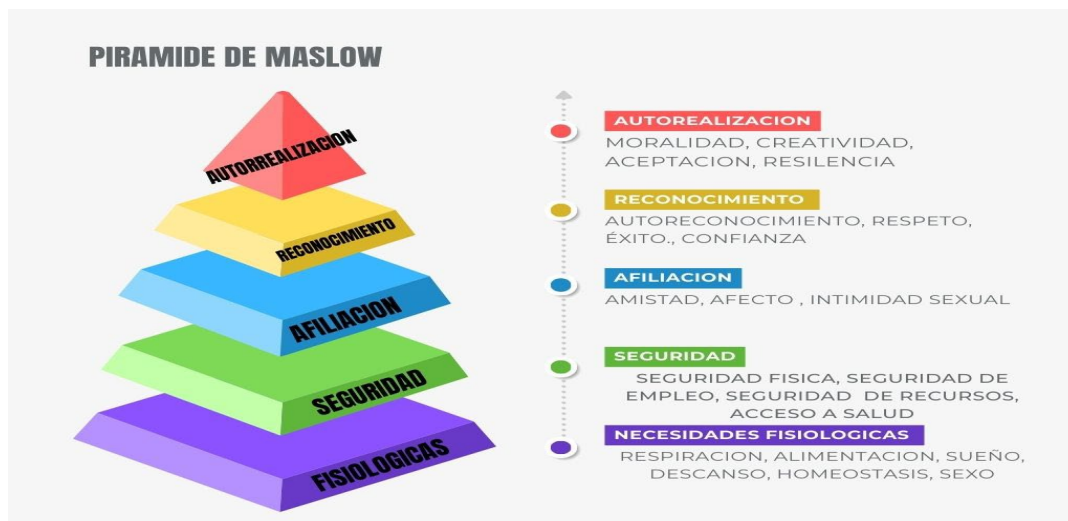 PIRAMIDE DE MASLOW
AUTORREALIZACION
RECONOCIMIENTO
AFILIACION
SEGURIDAD
FISIOLOGICAS
AUTOREALIZACION
MORALIDAD, CREATIVIDAD,
ACEPTACION, RESILENCIA
RECONOCIMIENTO
AUTORECONOCIMIENTO, RESPETO,
ÉXITO., CONFIANZA
AFILIACION
AMISTAD, AFECTO , INTIMIDAD SEXUAL
SEGURIDAD
SEGURIDAD FISICA, SEGURIDAD DE
EMPLEO, SEGURIDAD DE RECURSOS,
ACCESO A SALUD
NECESIDADES FISIOLOGICAS
RESPIRACION, ALIMENTACION, SUEÑO,
DESCANSO, HOMEOSTASIS, SEXO